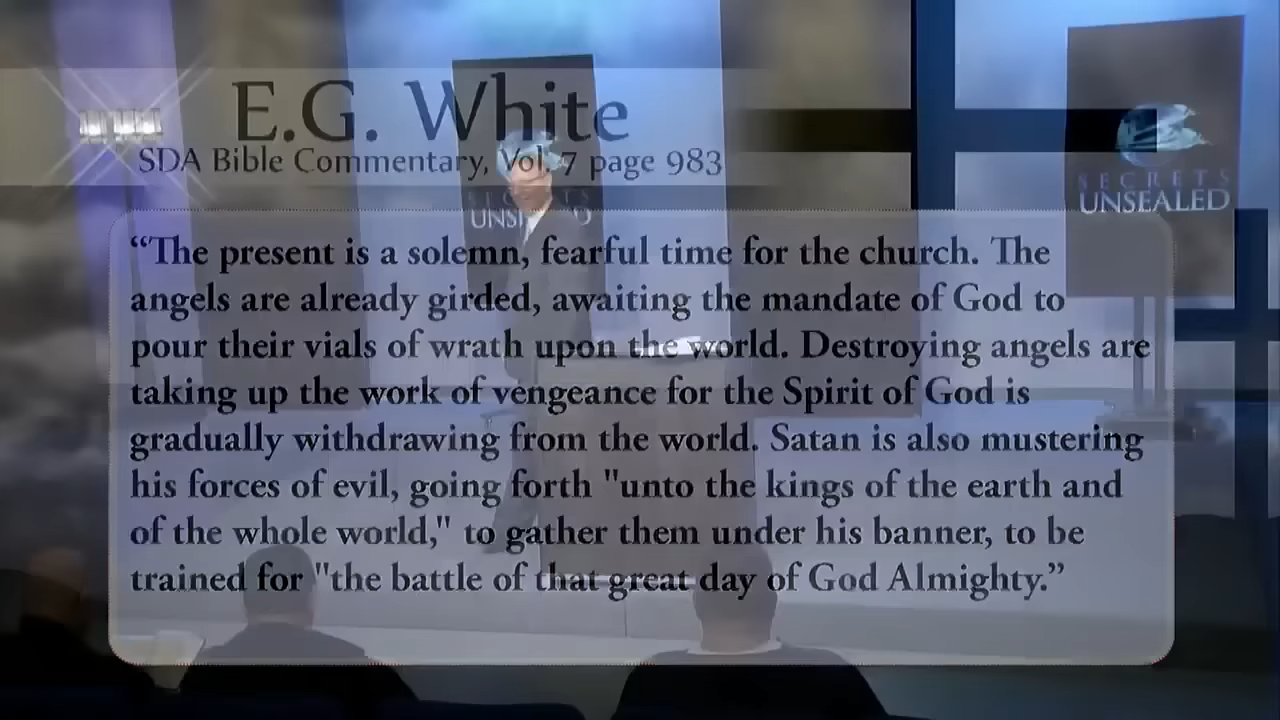 E.G. White
SDA Bible Commentary, Vol. 7 page 983
SECRETS
UNSEALED
“The present is a solemn, fearful time for the church. The
angels are already girded, awaiting the mandate of God to
pour their vials of wrath upon the world. Destroying angels are
taking up the work of vengeance for the Spirit of God is
gradually withdrawing from the world. Satan is also mustering
his forces of evil, going forth "unto the kings of the earth and
of the whole world," to gather them under his banner, to be
trained for "the battle of that great day of God Almighty.”